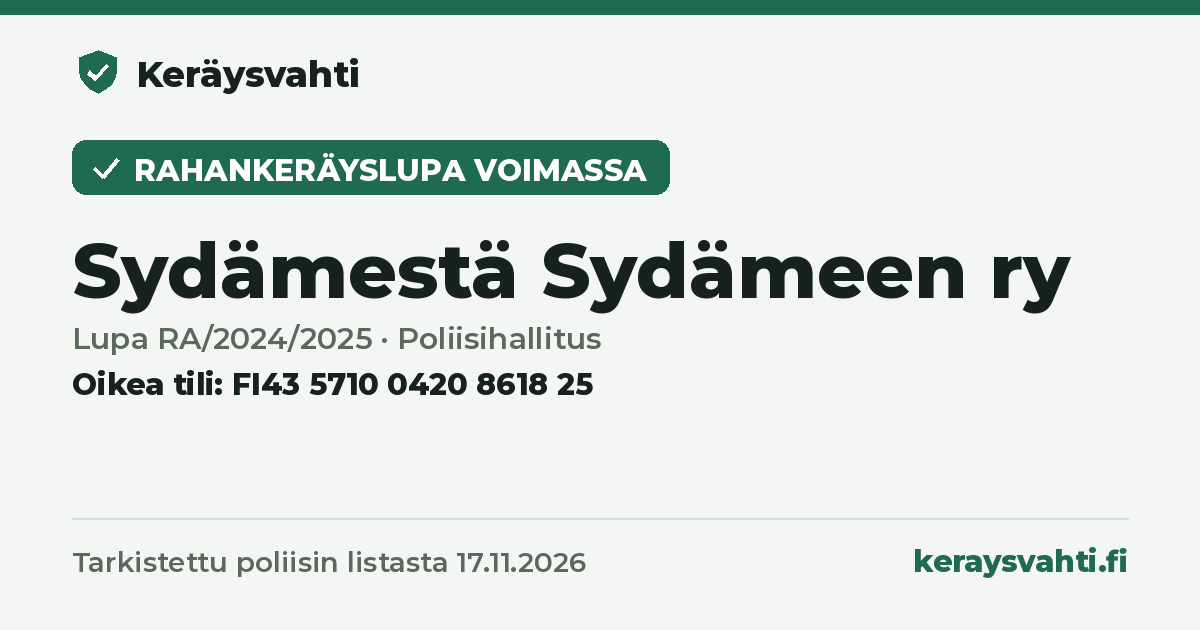 Keräysvahti
RAHANKERÄYSLUPA VOIMASSA
Sydämestä Sydämeen ry
Lupa RA/2024/2025 · Poliisihallitus
Oikea tili: FI43 5710 0420 8618 25
Tarkistettu poliisin listasta 17.11.2026
keraysvahti.fi